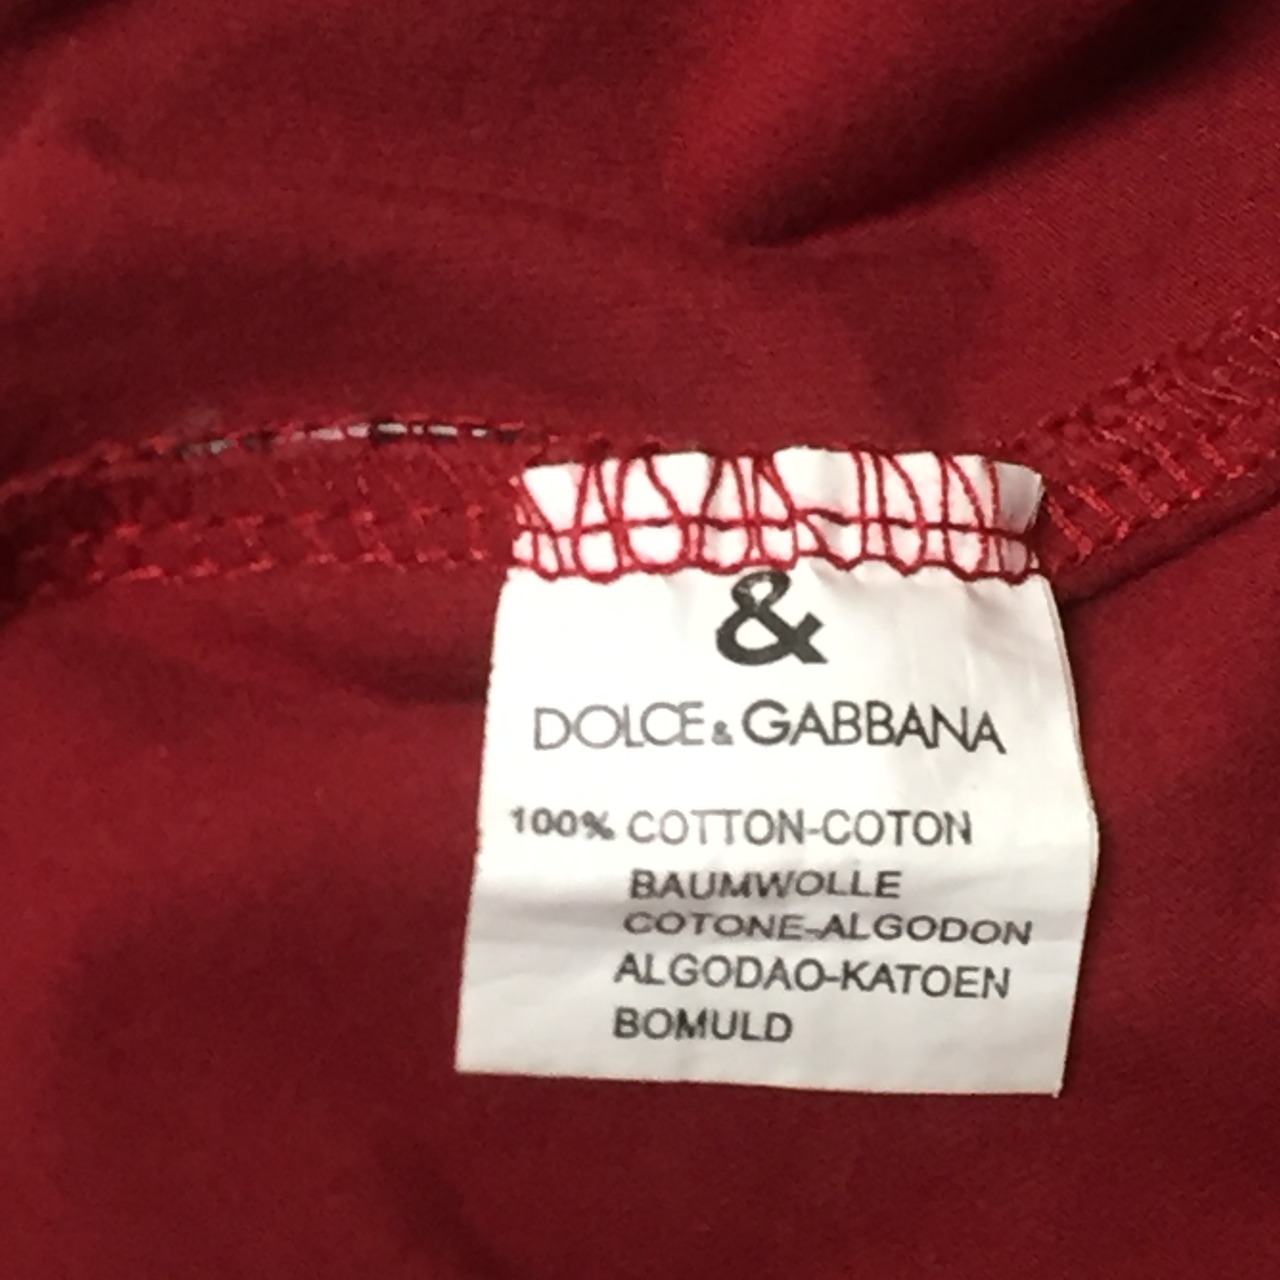 &
DOLCE & GABBANA
100% COTTON-COTON
BAUMWOLLE
COTONE-ALGODON
ALGODAO-KATOEN
BOMULD